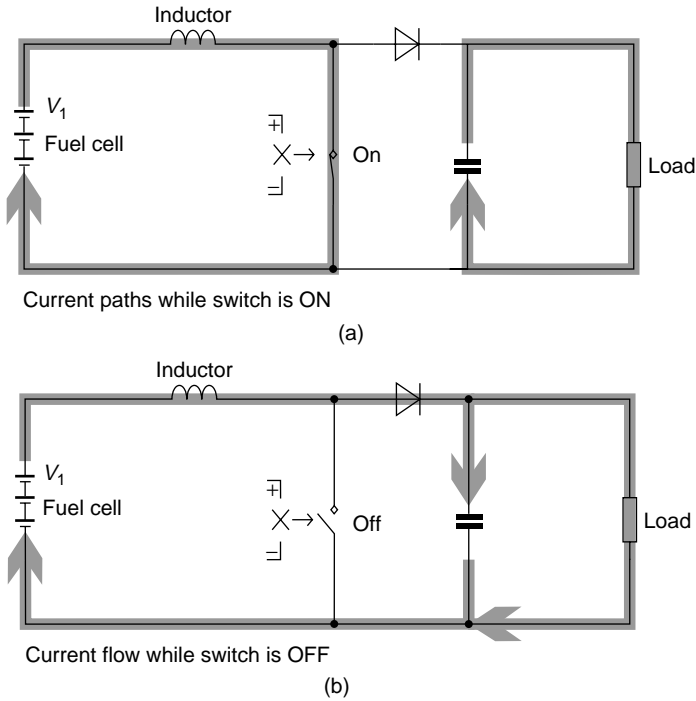 Inductor
V1
Fuel cell
On
Load
Current paths while switch is ON
(a)
Inductor
V1
Fuel cell
Off
Load
Current flow while switch is OFF
(b)